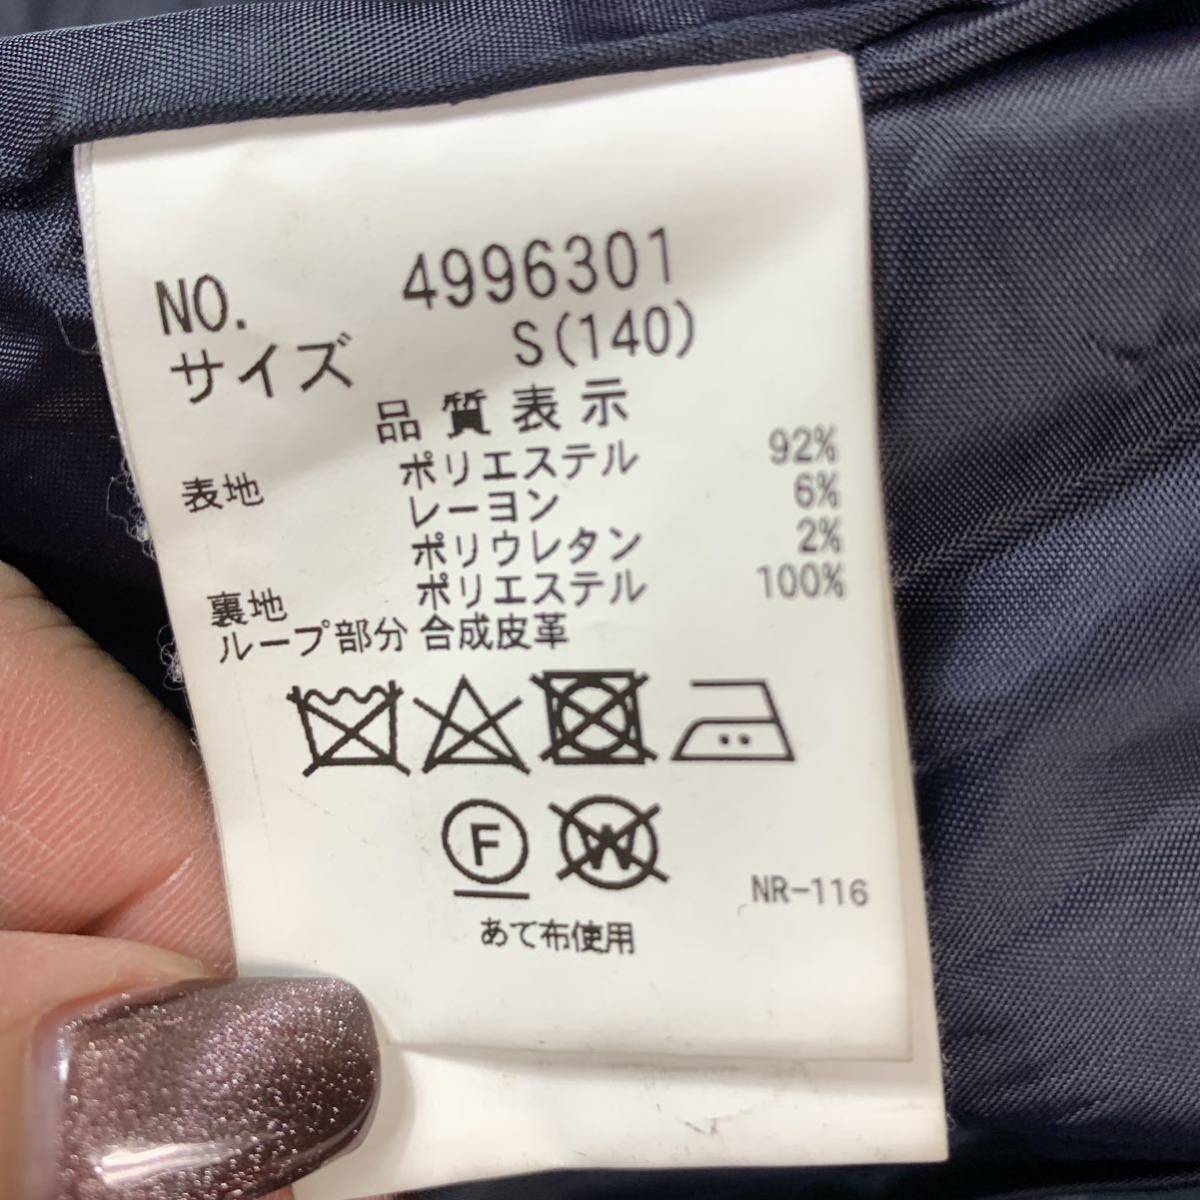 NO. 4996301
サイズ S(140)
品質表示
表地 ポリエステル 92%
レーヨン 6%
ポリウレタン 2%
裏地 ポリエステル 100%
ループ部分 合成皮革
F W
NR-116
あて布使用